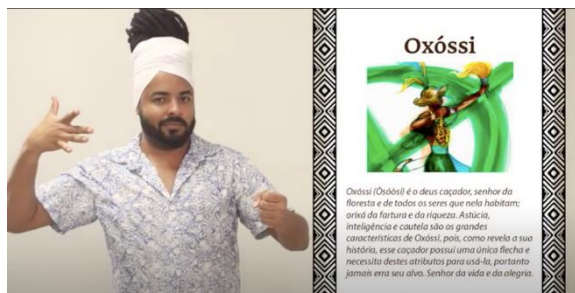 Oxóssi
Oxóssi (Òsóòsì) é o deus caçador, senhor da
floresta e de todos os seres que nela habitam;
orixá da fartura e da riqueza. Astúcia,
inteligência e cautela são as grandes
características de Oxóssi, pois, como revela a sua
história, esse caçador possui uma única flecha e
necessita destes atributos para usá-la, portanto
jamais erra seu alvo. Senhor da vida e da alegria.